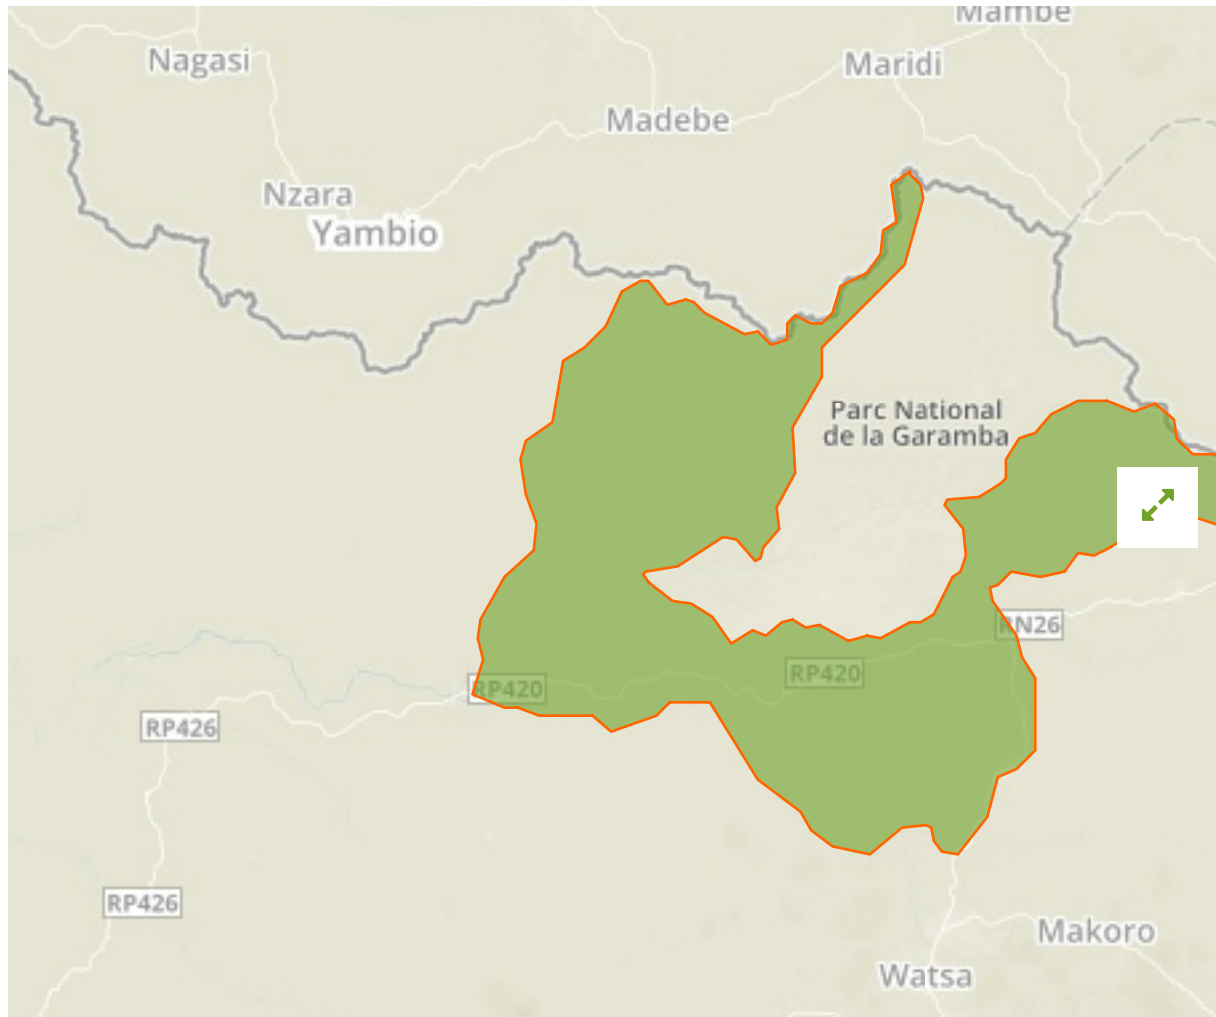 Mambe
Nagasi
Maridi
Madebe
Nzara
Yambio
Parc National
de la Garamba
RN26
RP420
RP420
RP426
RP426
Makoro
Watsa